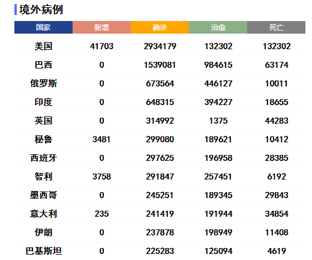 境外病例
国家 新增 确诊 治愈 死亡
美国 41703 2934179 132302 132302
巴西 0 1539081 984615 63174
俄罗斯 0 673564 446127 10011
印度 0 648315 394227 18655
英国 0 314992 1375 44283
秘鲁 3481 299080 189621 10412
西班牙 0 297625 196958 28385
智利 3758 291847 257451 6192
墨西哥 0 245251 189345 29843
意大利 235 241419 191944 34854
伊朗 0 237878 198949 11408
巴基斯坦 0 225283 125094 4619